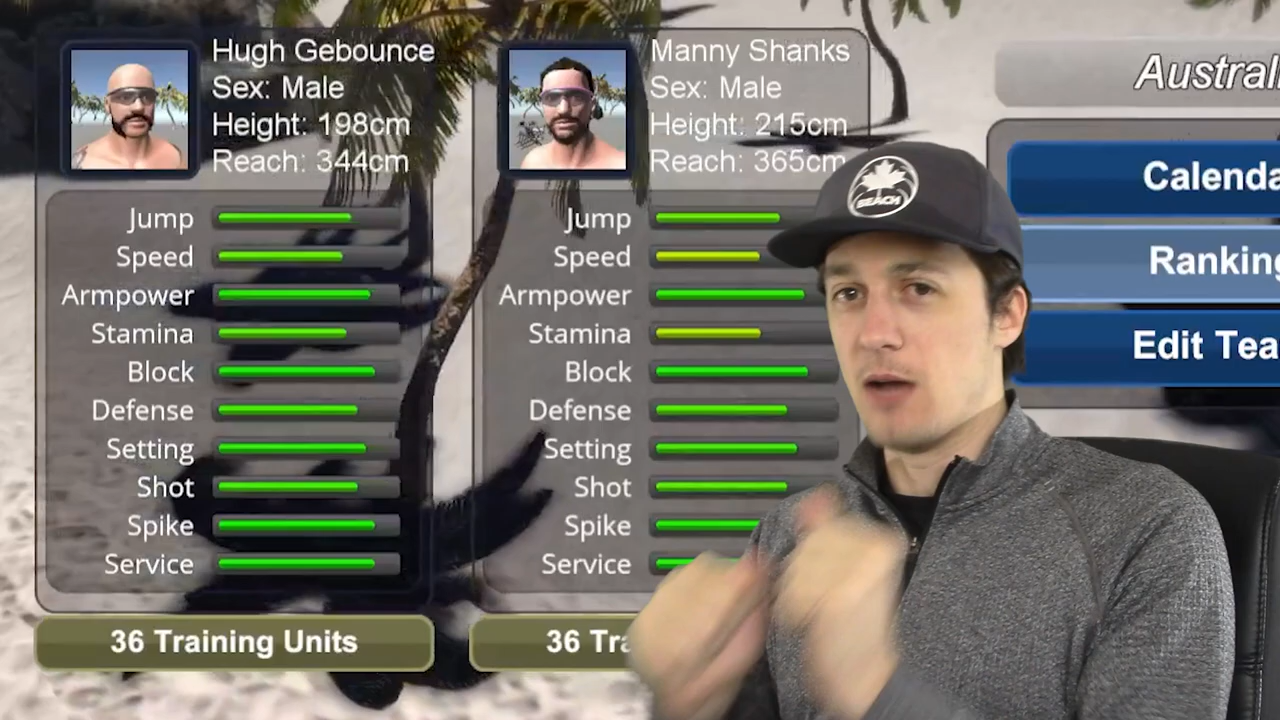 Hugh Gebounce
Sex: Male
Height: 198cm
Reach: 344cm
Jump
Speed
Armpower
Stamina
Block
Defense
Setting
Shot
Spike
Service
36 Training Units
Manny Shanks
Sex: Male
Height: 215cm
Reach: 365cm
Jump
Speed
Armpower
Stamina
Block
Defense
Setting
Shot
Spike
Service
36 Tra
BEACH
Austral
Calenda
Ranking
Edit Tea